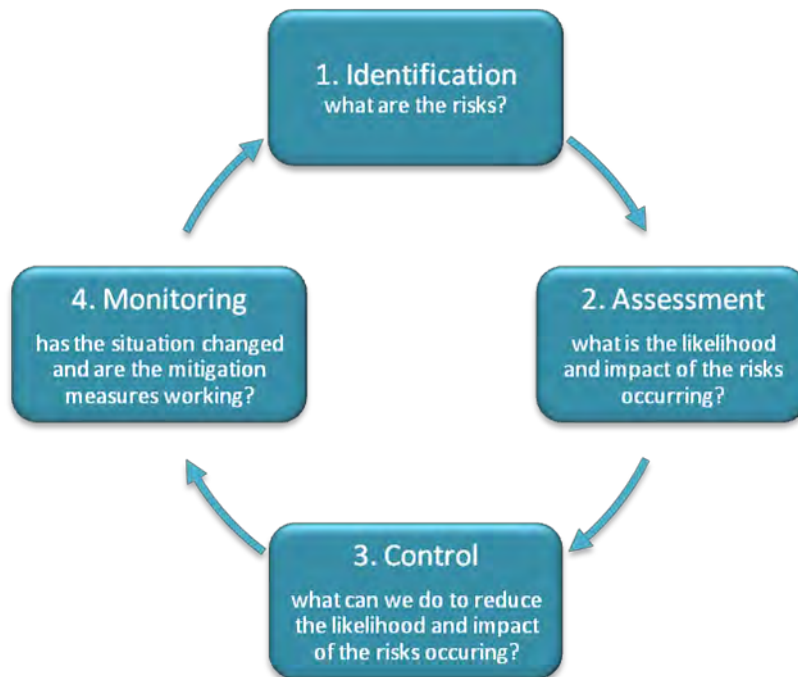 1. Identification
what are the risks?
2. Assessment
what is the likelihood
and impact of the risks
occurring?
3. Control
what can we do to reduce
the likelihood and impact
of the risks occuring?
4. Monitoring
has the situation changed
and are the mitigation
measures working?